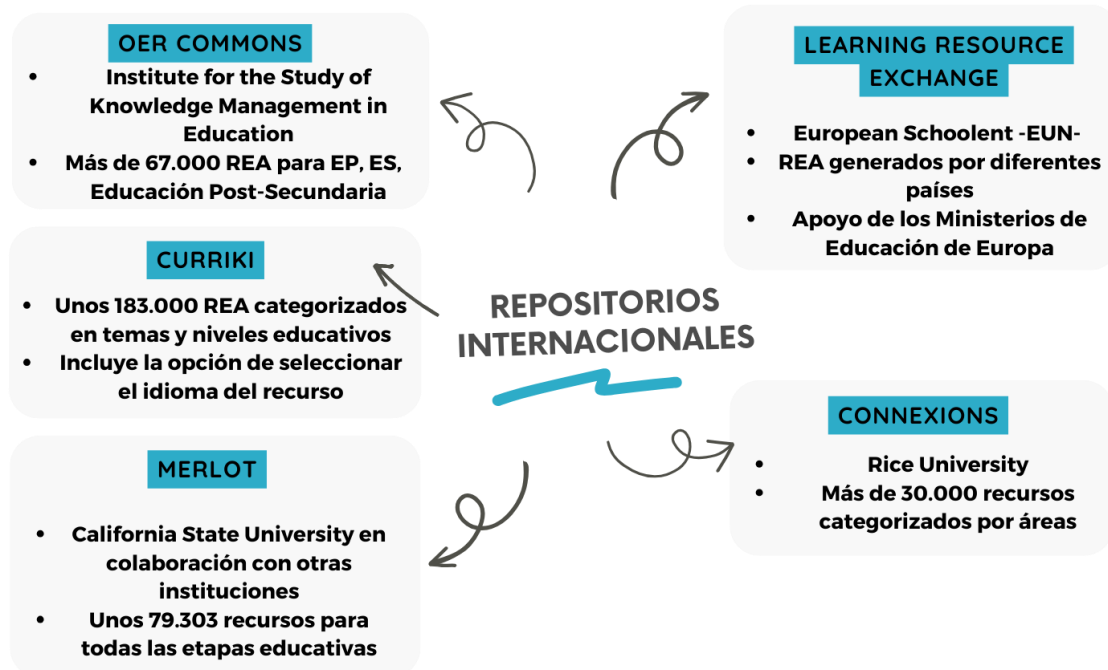 OER COMMONS
• Institute for the Study of
Knowledge Management in
Education
• Más de 67.000 REA para EP, ES,
Educación Post-Secundaria
CURRIKI
• Unos 183.000 REA categorizados
en temas y niveles educativos
• Incluye la opción de seleccionar
el idioma del recurso
MERLOT
• California State University en
colaboración con otras
instituciones
• Unos 79.303 recursos para
todas las etapas educativas
REPOSITORIOS
INTERNACIONALES
LEARNING RESOURCE
EXCHANGE
• European Schoolent -EUN-
• REA generados por diferentes
países
• Apoyo de los Ministerios de
Educación de Europa
CONNEXIONS
• Rice University
• Más de 30.000 recursos
categorizados por áreas